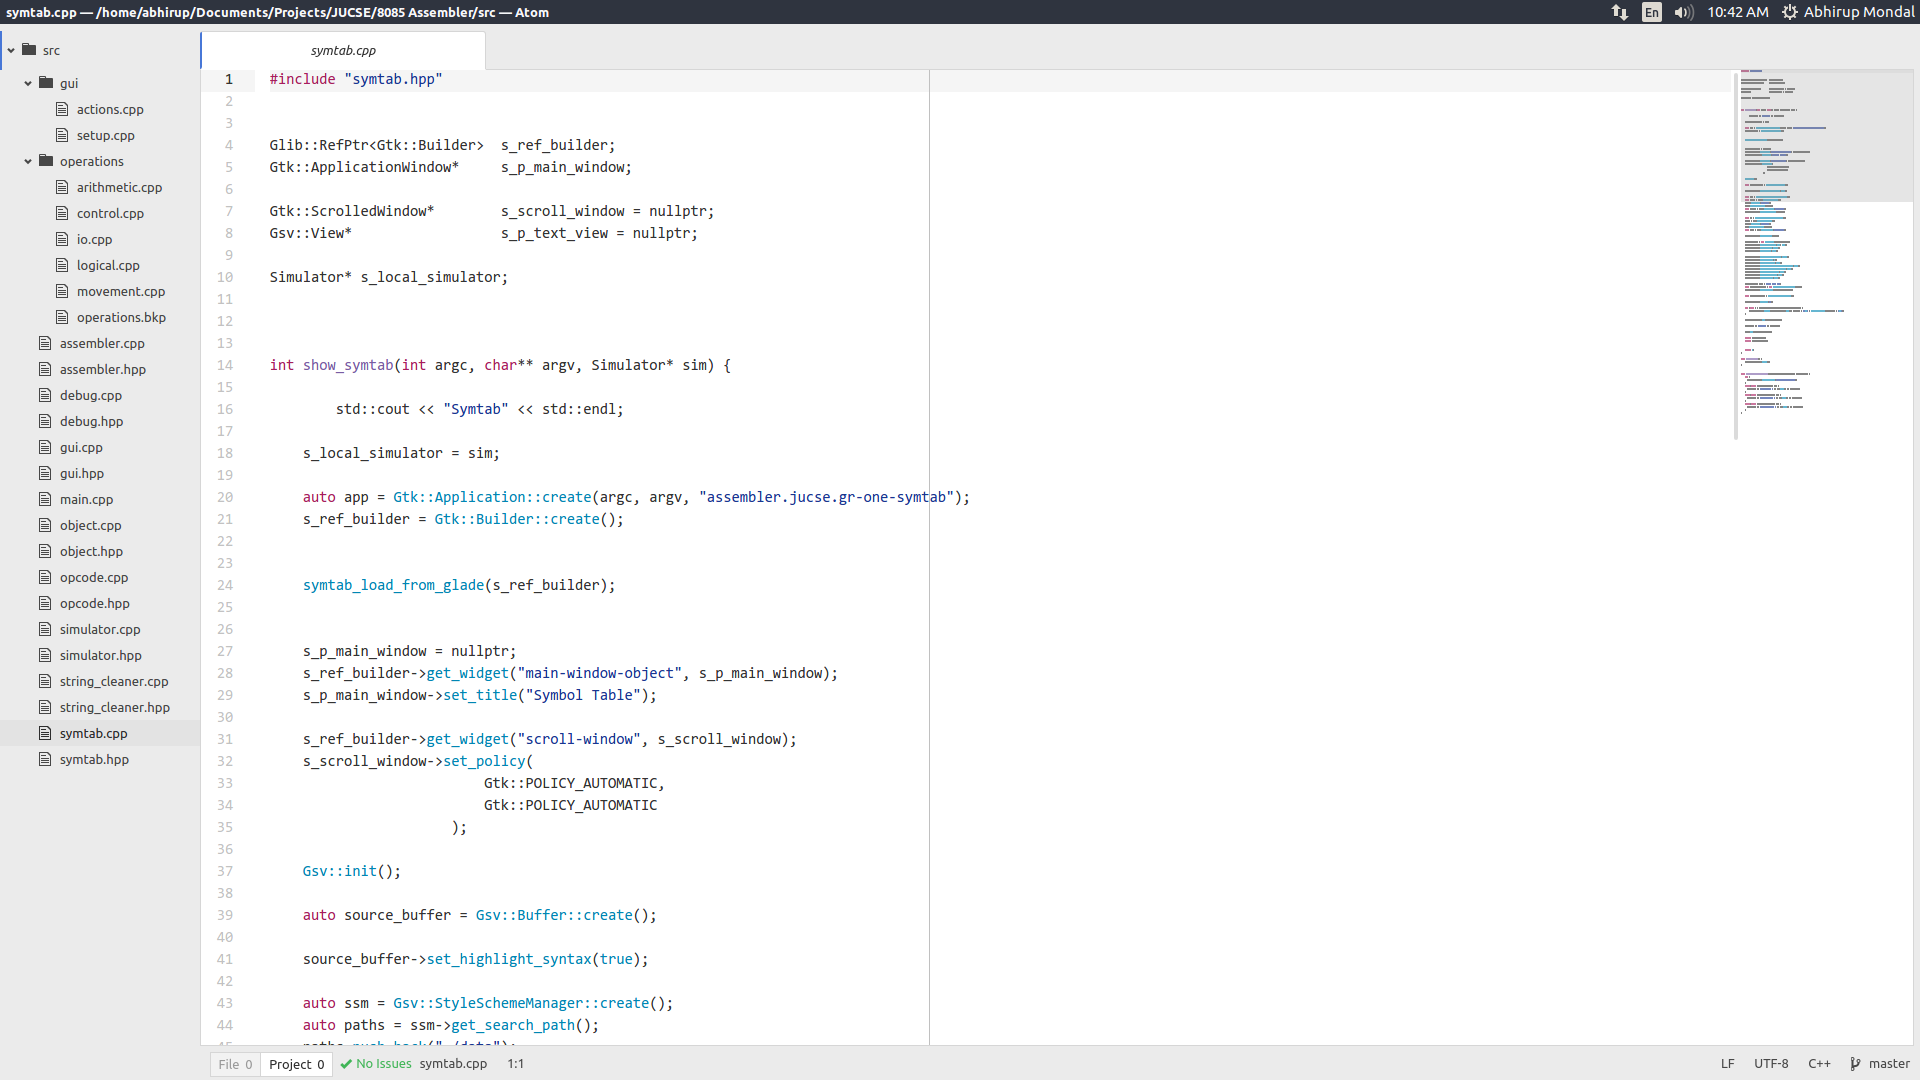 symtab.cpp — /home/abhirup/Documents/Projects/JUCSE/8085 Assembler/src — Atom
En
10:42 AM
Abhirup Mondal
src
gui
actions.cpp
setup.cpp
operations
arithmetic.cpp
control.cpp
io.cpp
logical.cpp
movement.cpp
operations.bkp
assembler.cpp
assembler.hpp
debug.cpp
debug.hpp
gui.cpp
gui.hpp
main.cpp
object.cpp
object.hpp
opcode.cpp
opcode.hpp
simulator.cpp
simulator.hpp
string_cleaner.cpp
string_cleaner.hpp
symtab.cpp
symtab.hpp
symtab.cpp
1 #include "symtab.hpp"
2
3
4 Glib::RefPtr<Gtk::Builder>  s_ref_builder;
5 Gtk::ApplicationWindow*     s_p_main_window;
6
7 Gtk::ScrolledWindow*        s_scroll_window = nullptr;
8 Gsv::View*                  s_p_text_view = nullptr;
9
10 Simulator* s_local_simulator;
11
12
13
14 int show_symtab(int argc, char** argv, Simulator* sim) {
15
16         std::cout << "Symtab" << std::endl;
17
18     s_local_simulator = sim;
19
20     auto app = Gtk::Application::create(argc, argv, "assembler.jucse.gr-one-symtab");
21     s_ref_builder = Gtk::Builder::create();
22
23
24     symtab_load_from_glade(s_ref_builder);
25
26
27     s_p_main_window = nullptr;
28     s_ref_builder->get_widget("main-window-object", s_p_main_window);
29     s_p_main_window->set_title("Symbol Table");
30
31     s_ref_builder->get_widget("scroll-window", s_scroll_window);
32     s_scroll_window->set_policy(
33                           Gtk::POLICY_AUTOMATIC,
34                           Gtk::POLICY_AUTOMATIC
35                       );
36
37     Gsv::init();
38
39     auto source_buffer = Gsv::Buffer::create();
40
41     source_buffer->set_highlight_syntax(true);
42
43     auto ssm = Gsv::StyleSchemeManager::create();
44     auto paths = ssm->get_search_path();
File 0
Project 0
No Issues
symtab.cpp
1:1
LF
UTF-8
C++
master